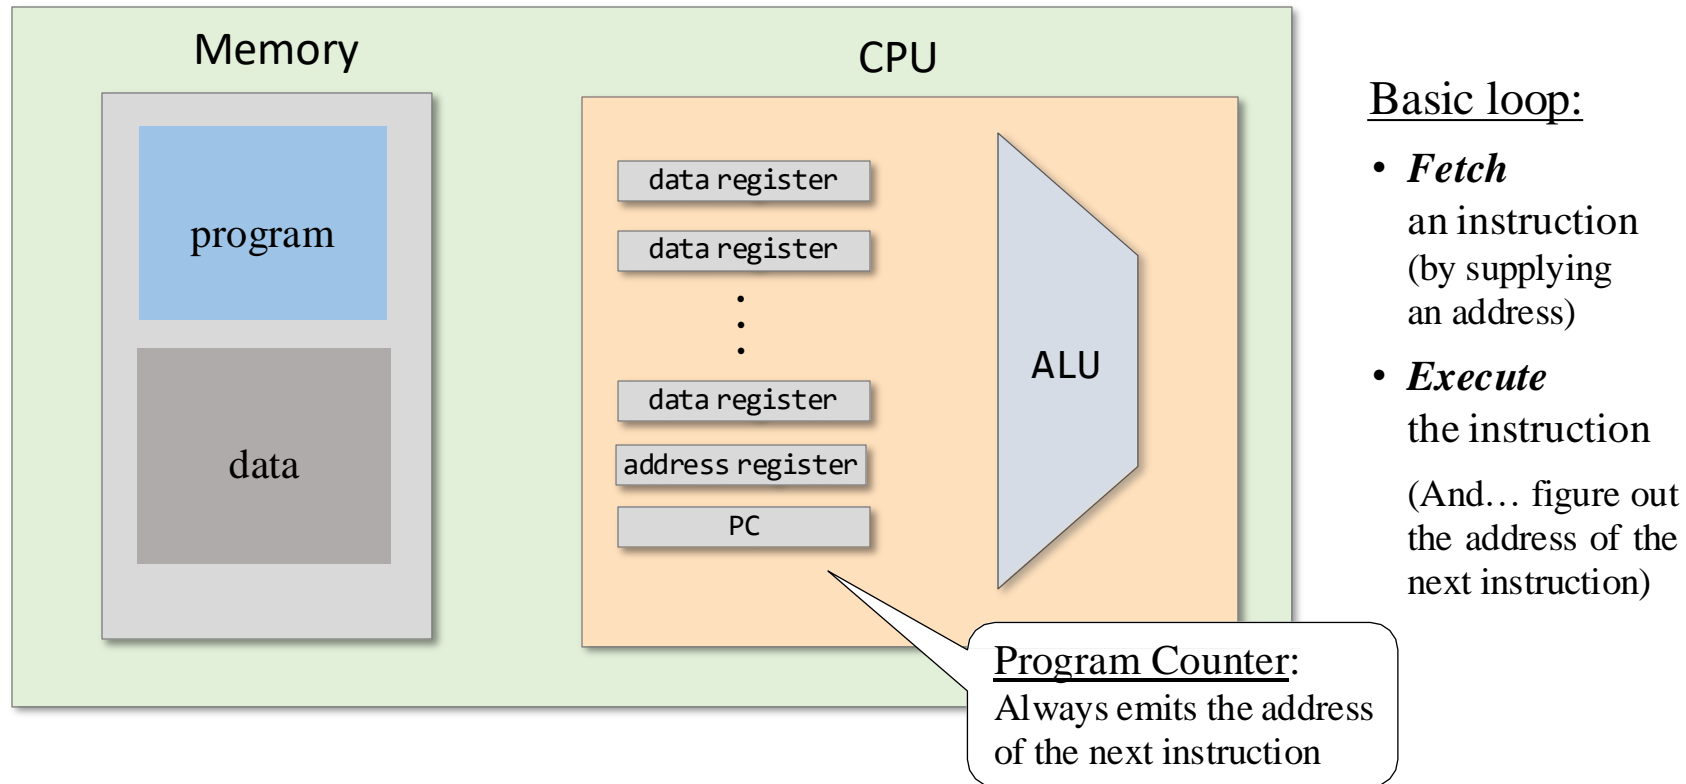 Memory
CPU
program
data
data register
data register
.
.
.
data register
address register
PC
ALU
Program Counter:
Always emits the address
of the next instruction
Basic loop:
• Fetch
an instruction
(by supplying
an address)
• Execute
the instruction
(And… figure out
the address of the
next instruction)